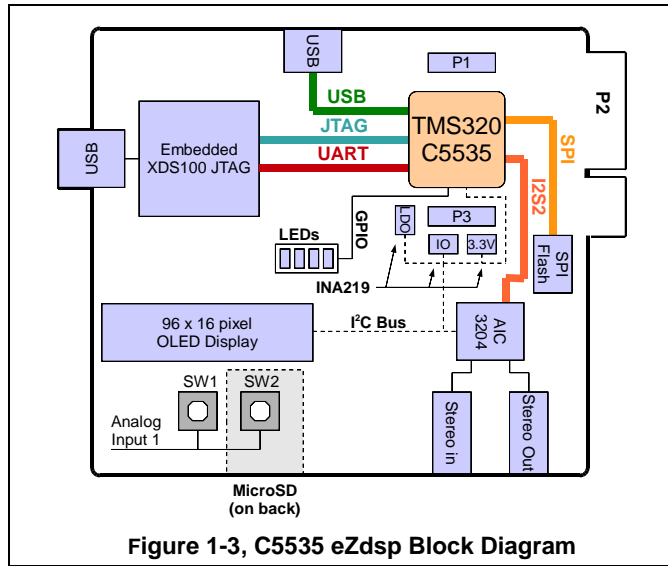 USB
P1
P2
USB
JTAG
UART
TMS320
C5535
Embedded
XDS100 JTAG
USB
SPI
I2S2
GPIO
LDO
P3
IO
3.3V
LEDs
INA219
SPI
Flash
96 x 16 pixel
OLED Display
I²C Bus
AIC
3204
SW1
SW2
Analog
Input 1
Stereo in
Stereo Out
MicroSD
(on back)
Figure 1-3, C5535 eZdsp Block Diagram